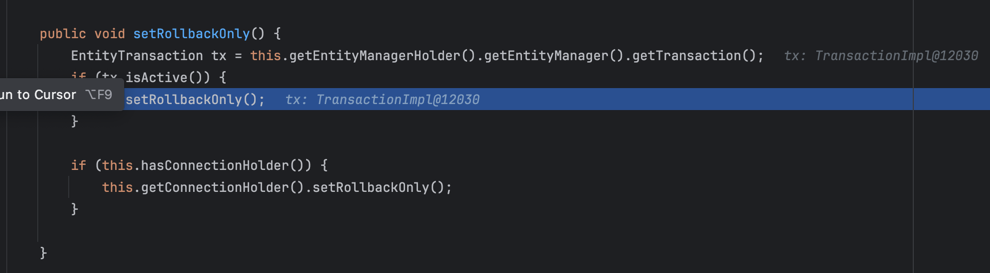 public void setRollbackOnly() {
EntityTransaction tx = this.getEntityManagerHolder().getEntityManager().getTransaction();   tx: TransactionImpl@12030
if (tx.isActive()) {
un to Cursor ⌥F9 setRollbackOnly();   tx: TransactionImpl@12030
}
if (this.hasConnectionHolder()) {
this.getConnectionHolder().setRollbackOnly();
}
}